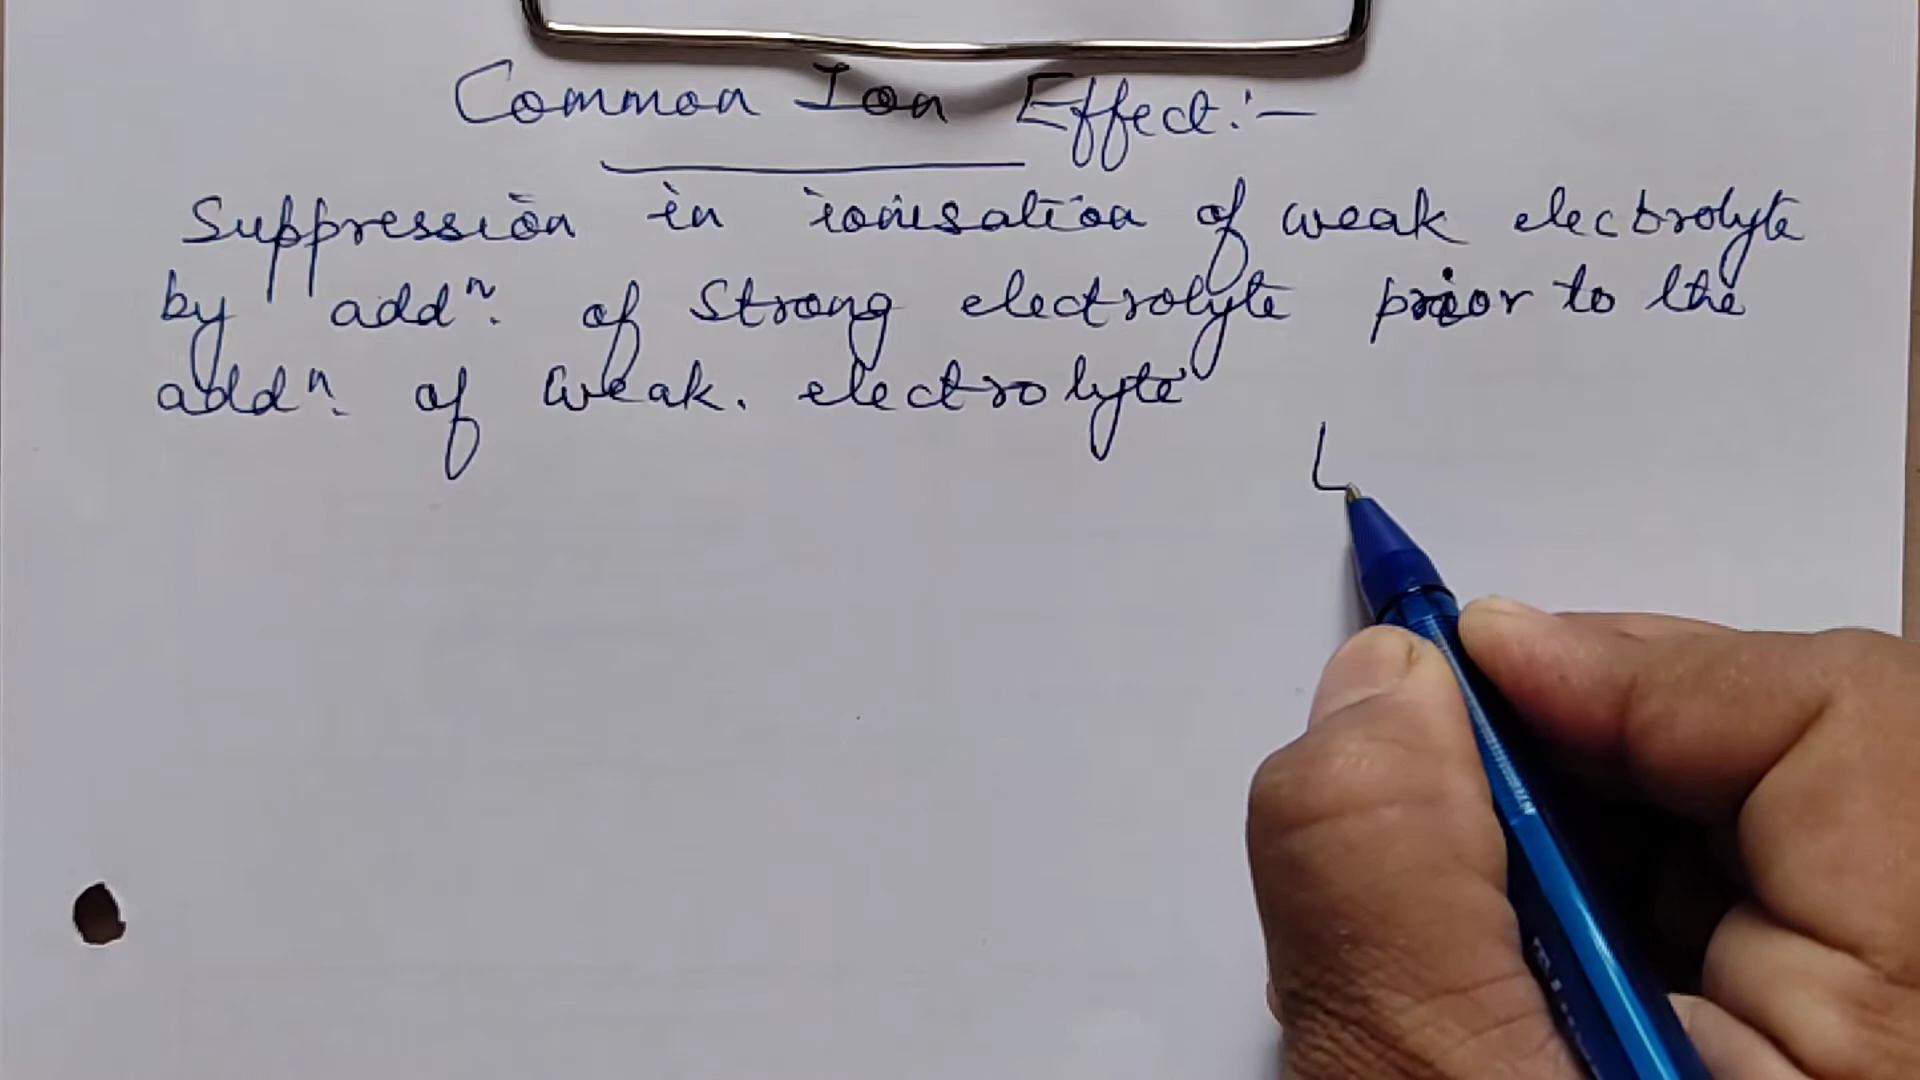 Common Ion Effect:-
Suppression in ionisation of weak electrolyte
by addⁿ. of Strong electrolyte prior to the
addⁿ. of weak. electrolyte